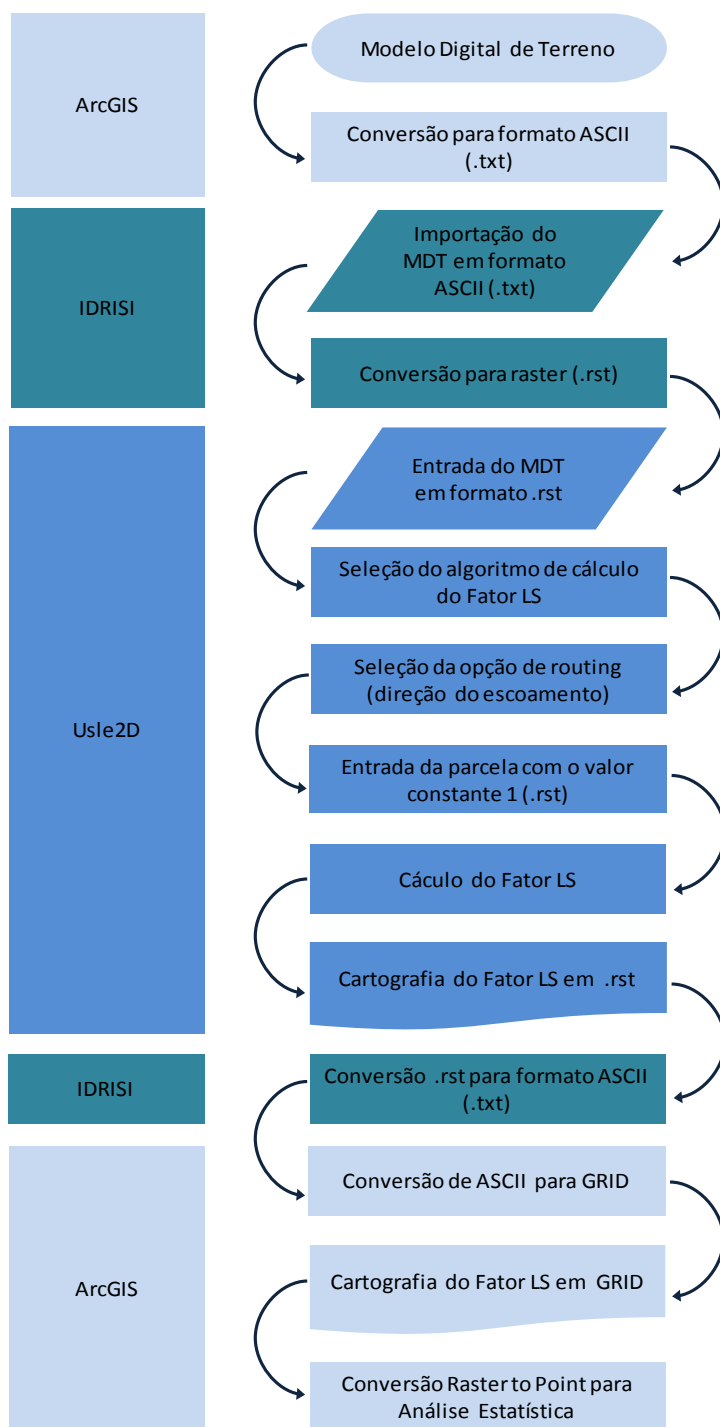 ArcGIS
Modelo Digital de Terreno
Conversão para formato ASCII
(.txt)
IDRISI
Importação do
MDT em formato
ASCII (.txt)
Conversão para raster (.rst)
Usle2D
Entrada do MDT
em formato .rst
Seleção do algoritmo de cálculo
do Fator LS
Seleção da opção de routing
(direção do escoamento)
Entrada da parcela com o valor
constante 1 (.rst)
Cáculo do Fator LS
Cartografia do Fator LS em .rst
IDRISI
Conversão .rst para formato ASCII
(.txt)
ArcGIS
Conversão de ASCII para GRID
Cartografia do Fator LS em GRID
Conversão Raster to Point para
Análise Estatística